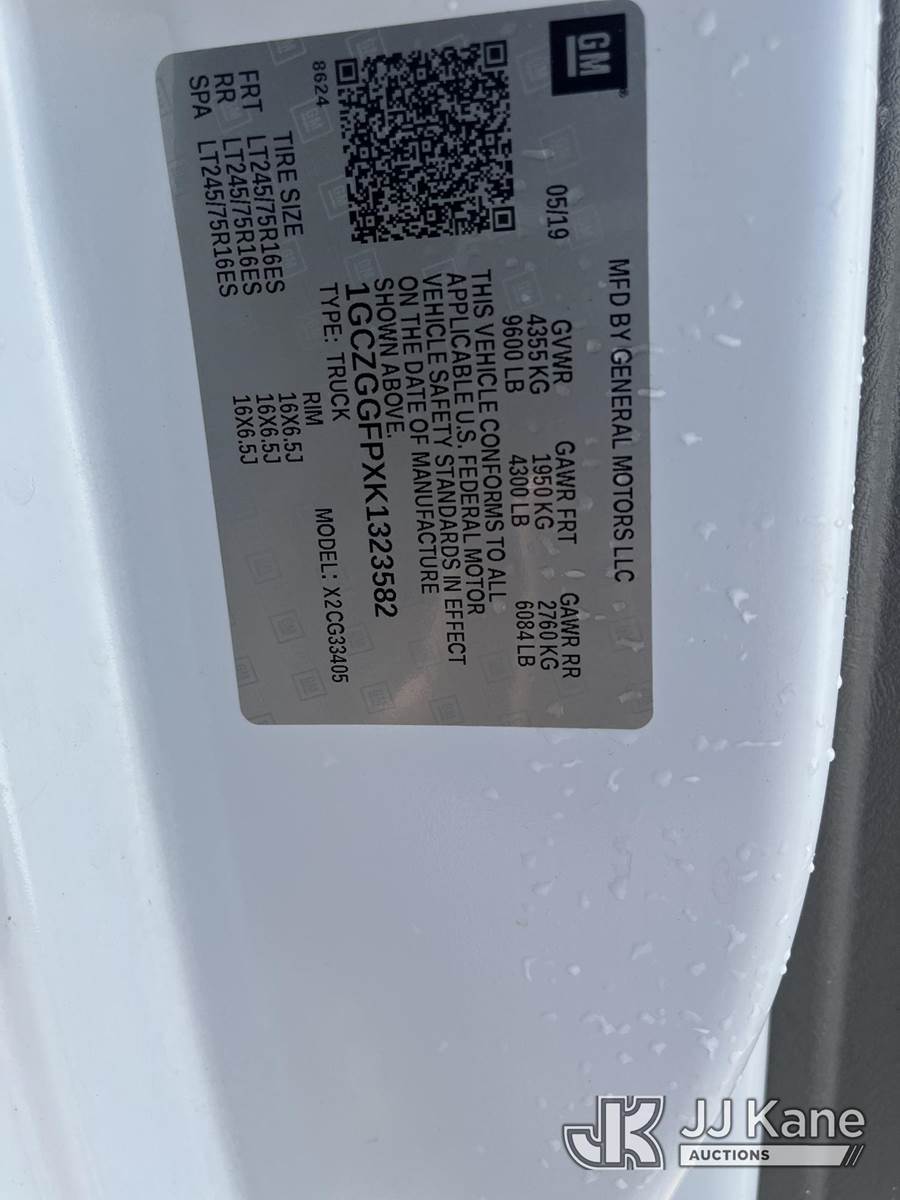 GM
MFD BY GENERAL MOTORS LLC
05/19
GVWR GAWR FRT GAWR RR
4355 KG 1950 KG 2760 KG
9600 LB 4300 LB 6084 LB
THIS VEHICLE CONFORMS TO ALL
APPLICABLE U.S. FEDERAL MOTOR
VEHICLE SAFETY STANDARDS IN EFFECT
ON THE DATE OF MANUFACTURE
SHOWN ABOVE.
1GCZGGFPXK1323582
8624
TYPE: TRUCK MODEL: X2CG33405
TIRE SIZE RIM
FRT LT245/75R16ES 16X6.5J
RR LT245/75R16ES 16X6.5J
SPA LT245/75R16ES 16X6.5J
JK JJ Kane
AUCTIONS